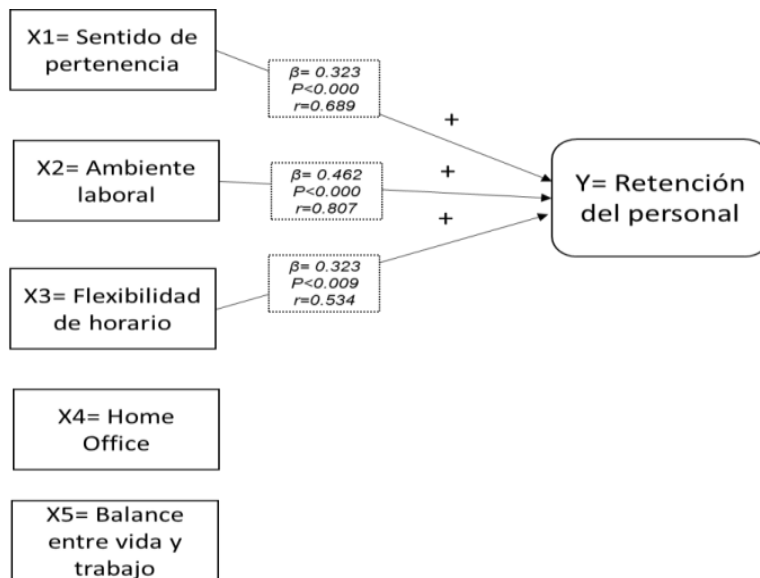 X1= Sentido de
pertenencia
β= 0.323
P<0.000
r=0.689
+
X2= Ambiente
laboral
β= 0.462
P<0.000
r=0.807
+
Y= Retención
del personal
+
X3= Flexibilidad
de horario
β= 0.323
P<0.009
r=0.534
X4= Home
Office
X5= Balance
entre vida y
trabajo